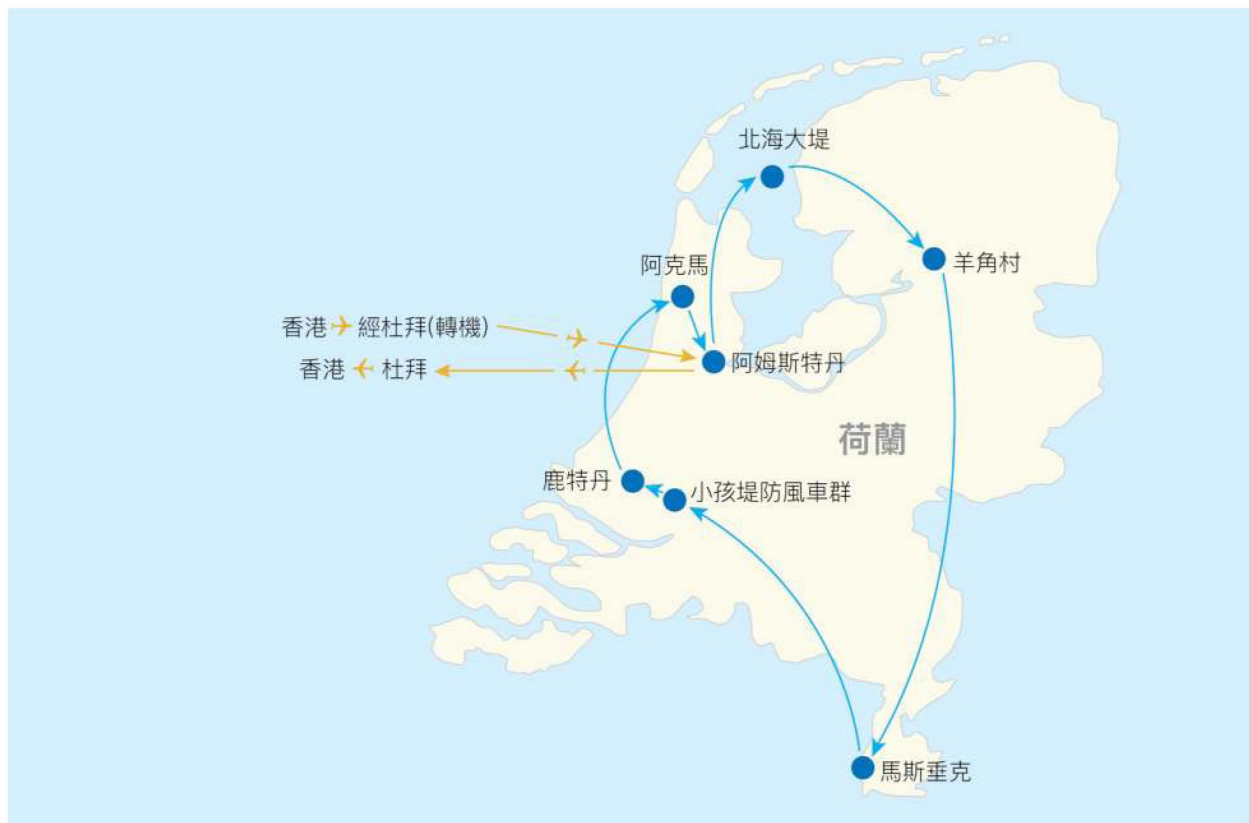 北海大堤
羊角村
阿克馬
香港 經杜拜(轉機)
香港 杜拜
阿姆斯特丹
荷蘭
鹿特丹
小孩堤防風車群
馬斯垂克